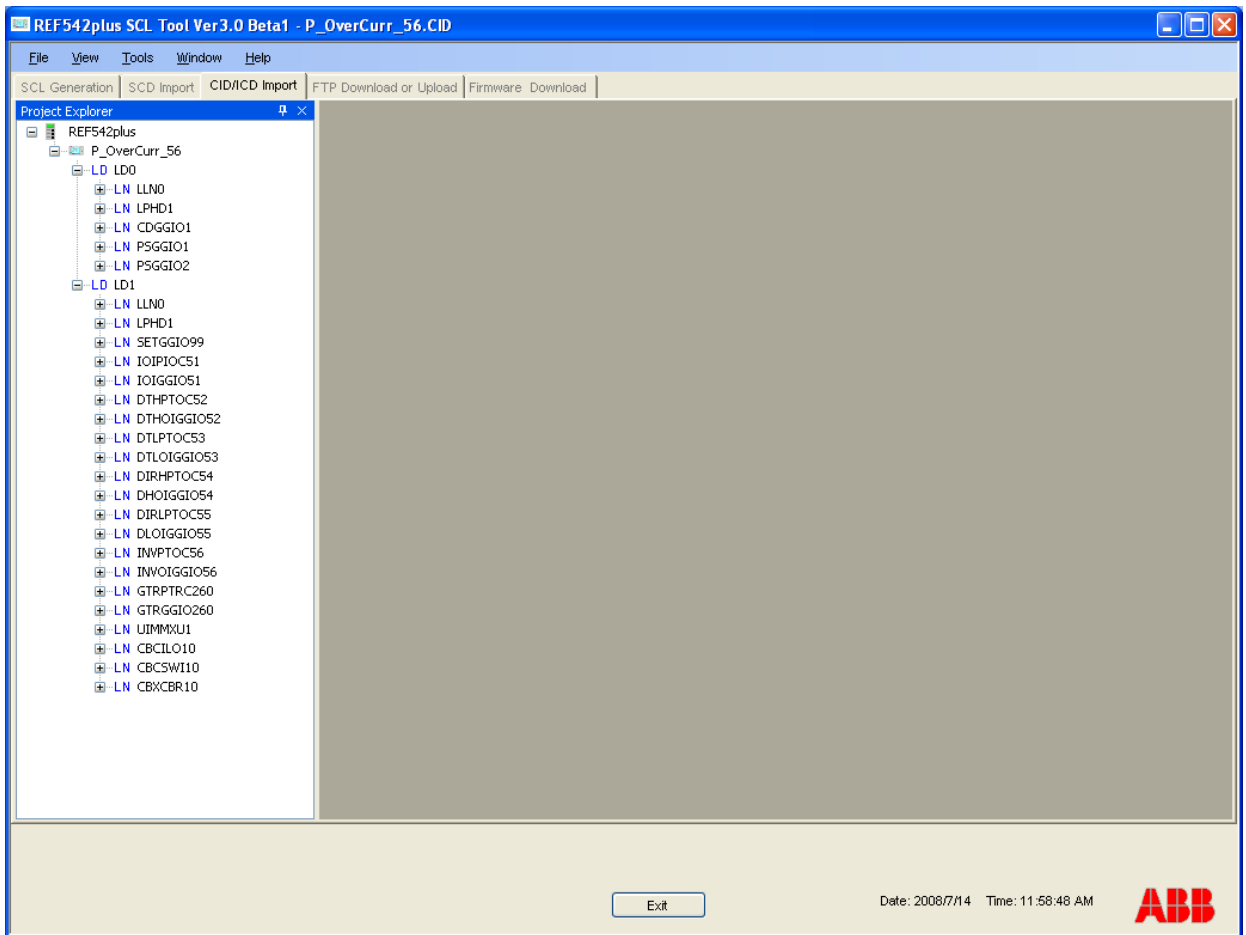 REF542plus SCL Tool Ver3.0 Beta1 - P_OverCurr_56.CID
File View Tools Window Help
SCL Generation SCD Import CID/ICD Import FTP Download or Upload Firmware Download
Project Explorer
REF542plus
P_OverCurr_56
LD LD0
LN LLN0
LN LPHD1
LN CDGGIO1
LN PSGGIO1
LN PSGGIO2
LD LD1
LN LLN0
LN LPHD1
LN SETGGIO99
LN IOIPIOC51
LN IOIGGIO51
LN DTHPTOC52
LN DTHOIGGIO52
LN DTLPTOC53
LN DTLOIGGIO53
LN DIRHPTOC54
LN DHOIGGIO54
LN DIRLPTOC55
LN DLOIGGIO55
LN INVPTOC56
LN INVOIGGIO56
LN GTRPTRC260
LN GTRGGIO260
LN UIMMXU1
LN CBCILO10
LN CBCSWI10
LN CBXCBR10
Exit
Date: 2008/7/14 Time: 11:58:48 AM
ABB